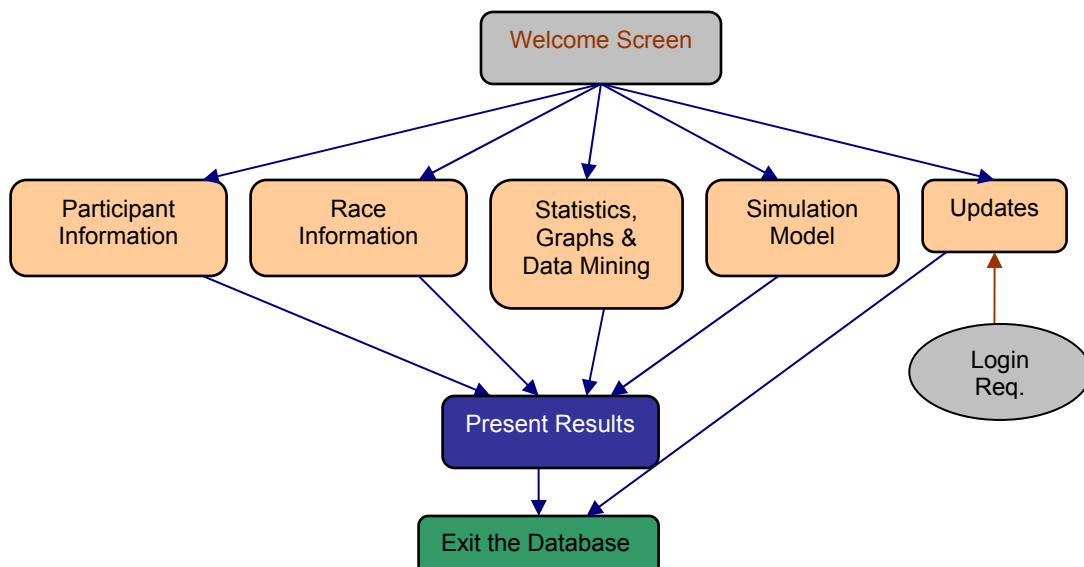 Welcome Screen
Participant
Information
Race
Information
Statistics,
Graphs &
Data Mining
Simulation
Model
Updates
Login
Req.
Present Results
Exit the Database